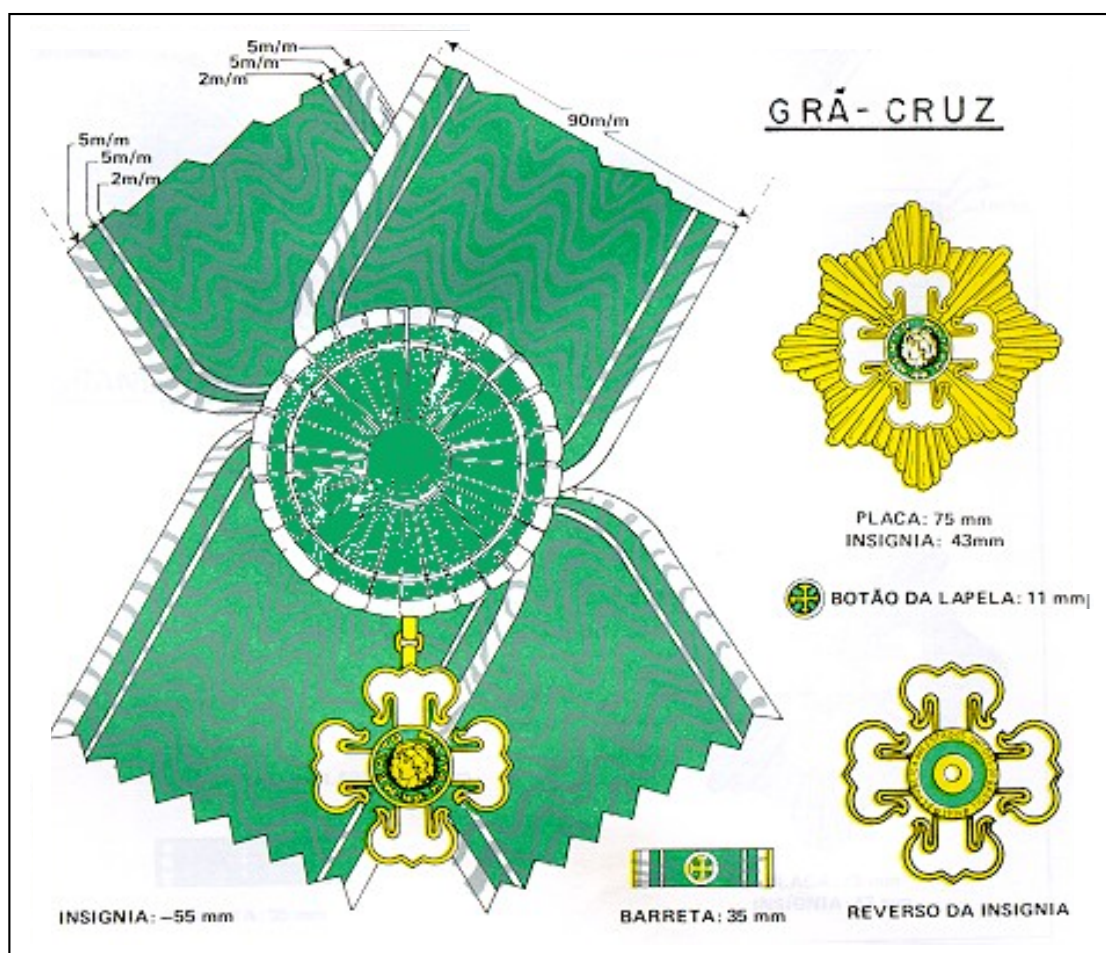 5m/m
5m/m
2m/m
90m/m
GRÃ-CRUZ
5m/m
5m/m
2m/m
PLACA: 75 mm
INSIGNIA: 43mm
BOTÃO DA LAPELA: 11 mm
INSIGNIA: –55 mm
BARRETA: 35 mm
REVERSO DA INSIGNIA